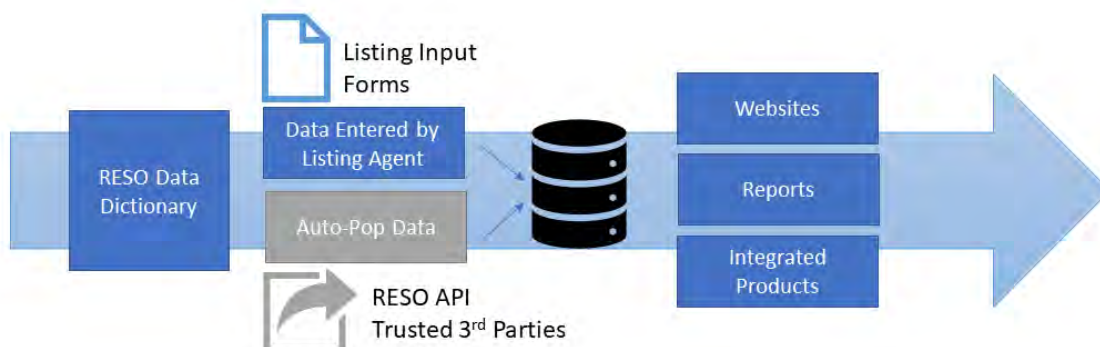 RESO Data
Dictionary
Listing Input
Forms
Data Entered by
Listing Agent
Auto-Pop Data
RESO API
Trusted 3rd Parties
Websites
Reports
Integrated
Products